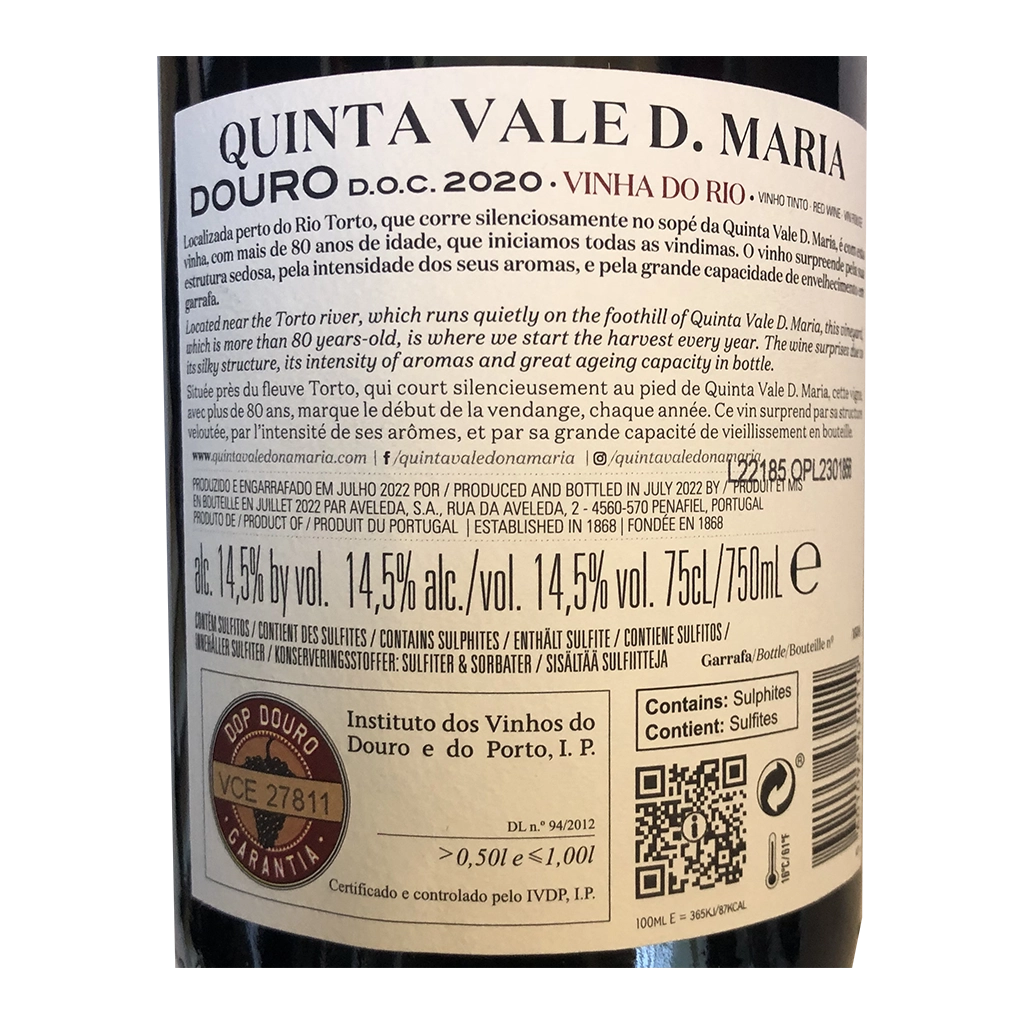 QUINTA VALE D. MARIA
DOURO D.O.C. 2020 · VINHA DO RIO · VINHO TINTO · RED WINE ·
Localizada perto do Rio Torto, que corre silenciosamente no sopé da Quinta Vale D. Maria, é com
vinha, com mais de 80 anos de idade, que iniciamos todas as vindimas. O vinho surpreende pela sua
estrutura sedosa, pela intensidade dos seus aromas, e pela grande capacidade de envelhecimento em
garrafa.
Located near the Torto river, which runs quietly on the foothill of Quinta Vale D. Maria, this vineyard,
which is more than 80 years-old, is where we start the harvest every year. The wine surprises due to
its silky structure, its intensity of aromas and great ageing capacity in bottle.
Située près du fleuve Torto, qui court silencieusement au pied de Quinta Vale D. Maria, cette vigne
avec plus de 80 ans, marque le début de la vendange, chaque année. Ce vin surprend par sa structure
veloutée, par l'intensité de ses arômes, et par sa grande capacité de vieillissement en bouteille.
www.quintavaledonamaria.com | f/quintavaledonamaria | /quintavaledonamaria
L22185 QPL2301858
PRODUZIDO E ENGARRAFADO EM JULHO 2022 POR / PRODUCED AND BOTTLED IN JULY 2022 BY / PRODUIT ET MIS
EN BOUTEILLE EN JUILLET 2022 PAR AVELEDA, S.A., RUA DA AVELEDA, 2 - 4560-570 PENAFIEL, PORTUGAL
PRODUTO DE / PRODUCT OF / PRODUIT DU PORTUGAL | ESTABLISHED IN 1868 | FONDÉE EN 1868
alc. 14,5% by vol. 14,5% alc./vol. 14,5% vol. 75cL/750mL e
CONTÉM SULFITOS / CONTIENT DES SULFITES / CONTAINS SULPHITES / ENTHÄLT SULFITE / CONTIENE SULFITOS /
INNEHÅLLER SULFITER / KONSERVERINGSSTOFFER: SULFITER & SORBATER / SISÄLTÄÄ SULFIITTEJA
Garrafa/Bottle/Bouteille nº
DOP DOURO
VCE 27811
GARANTIA
Instituto dos Vinhos do
Douro e do Porto, I. P.
DL n.º 94/2012
>0,50l e ≤1,00l
Certificado e controlado pelo IVDP, I.P.
Contains: Sulphites
Contient: Sulfites
®
i
16°C/61°F
100ML E = 365KJ/87KCAL